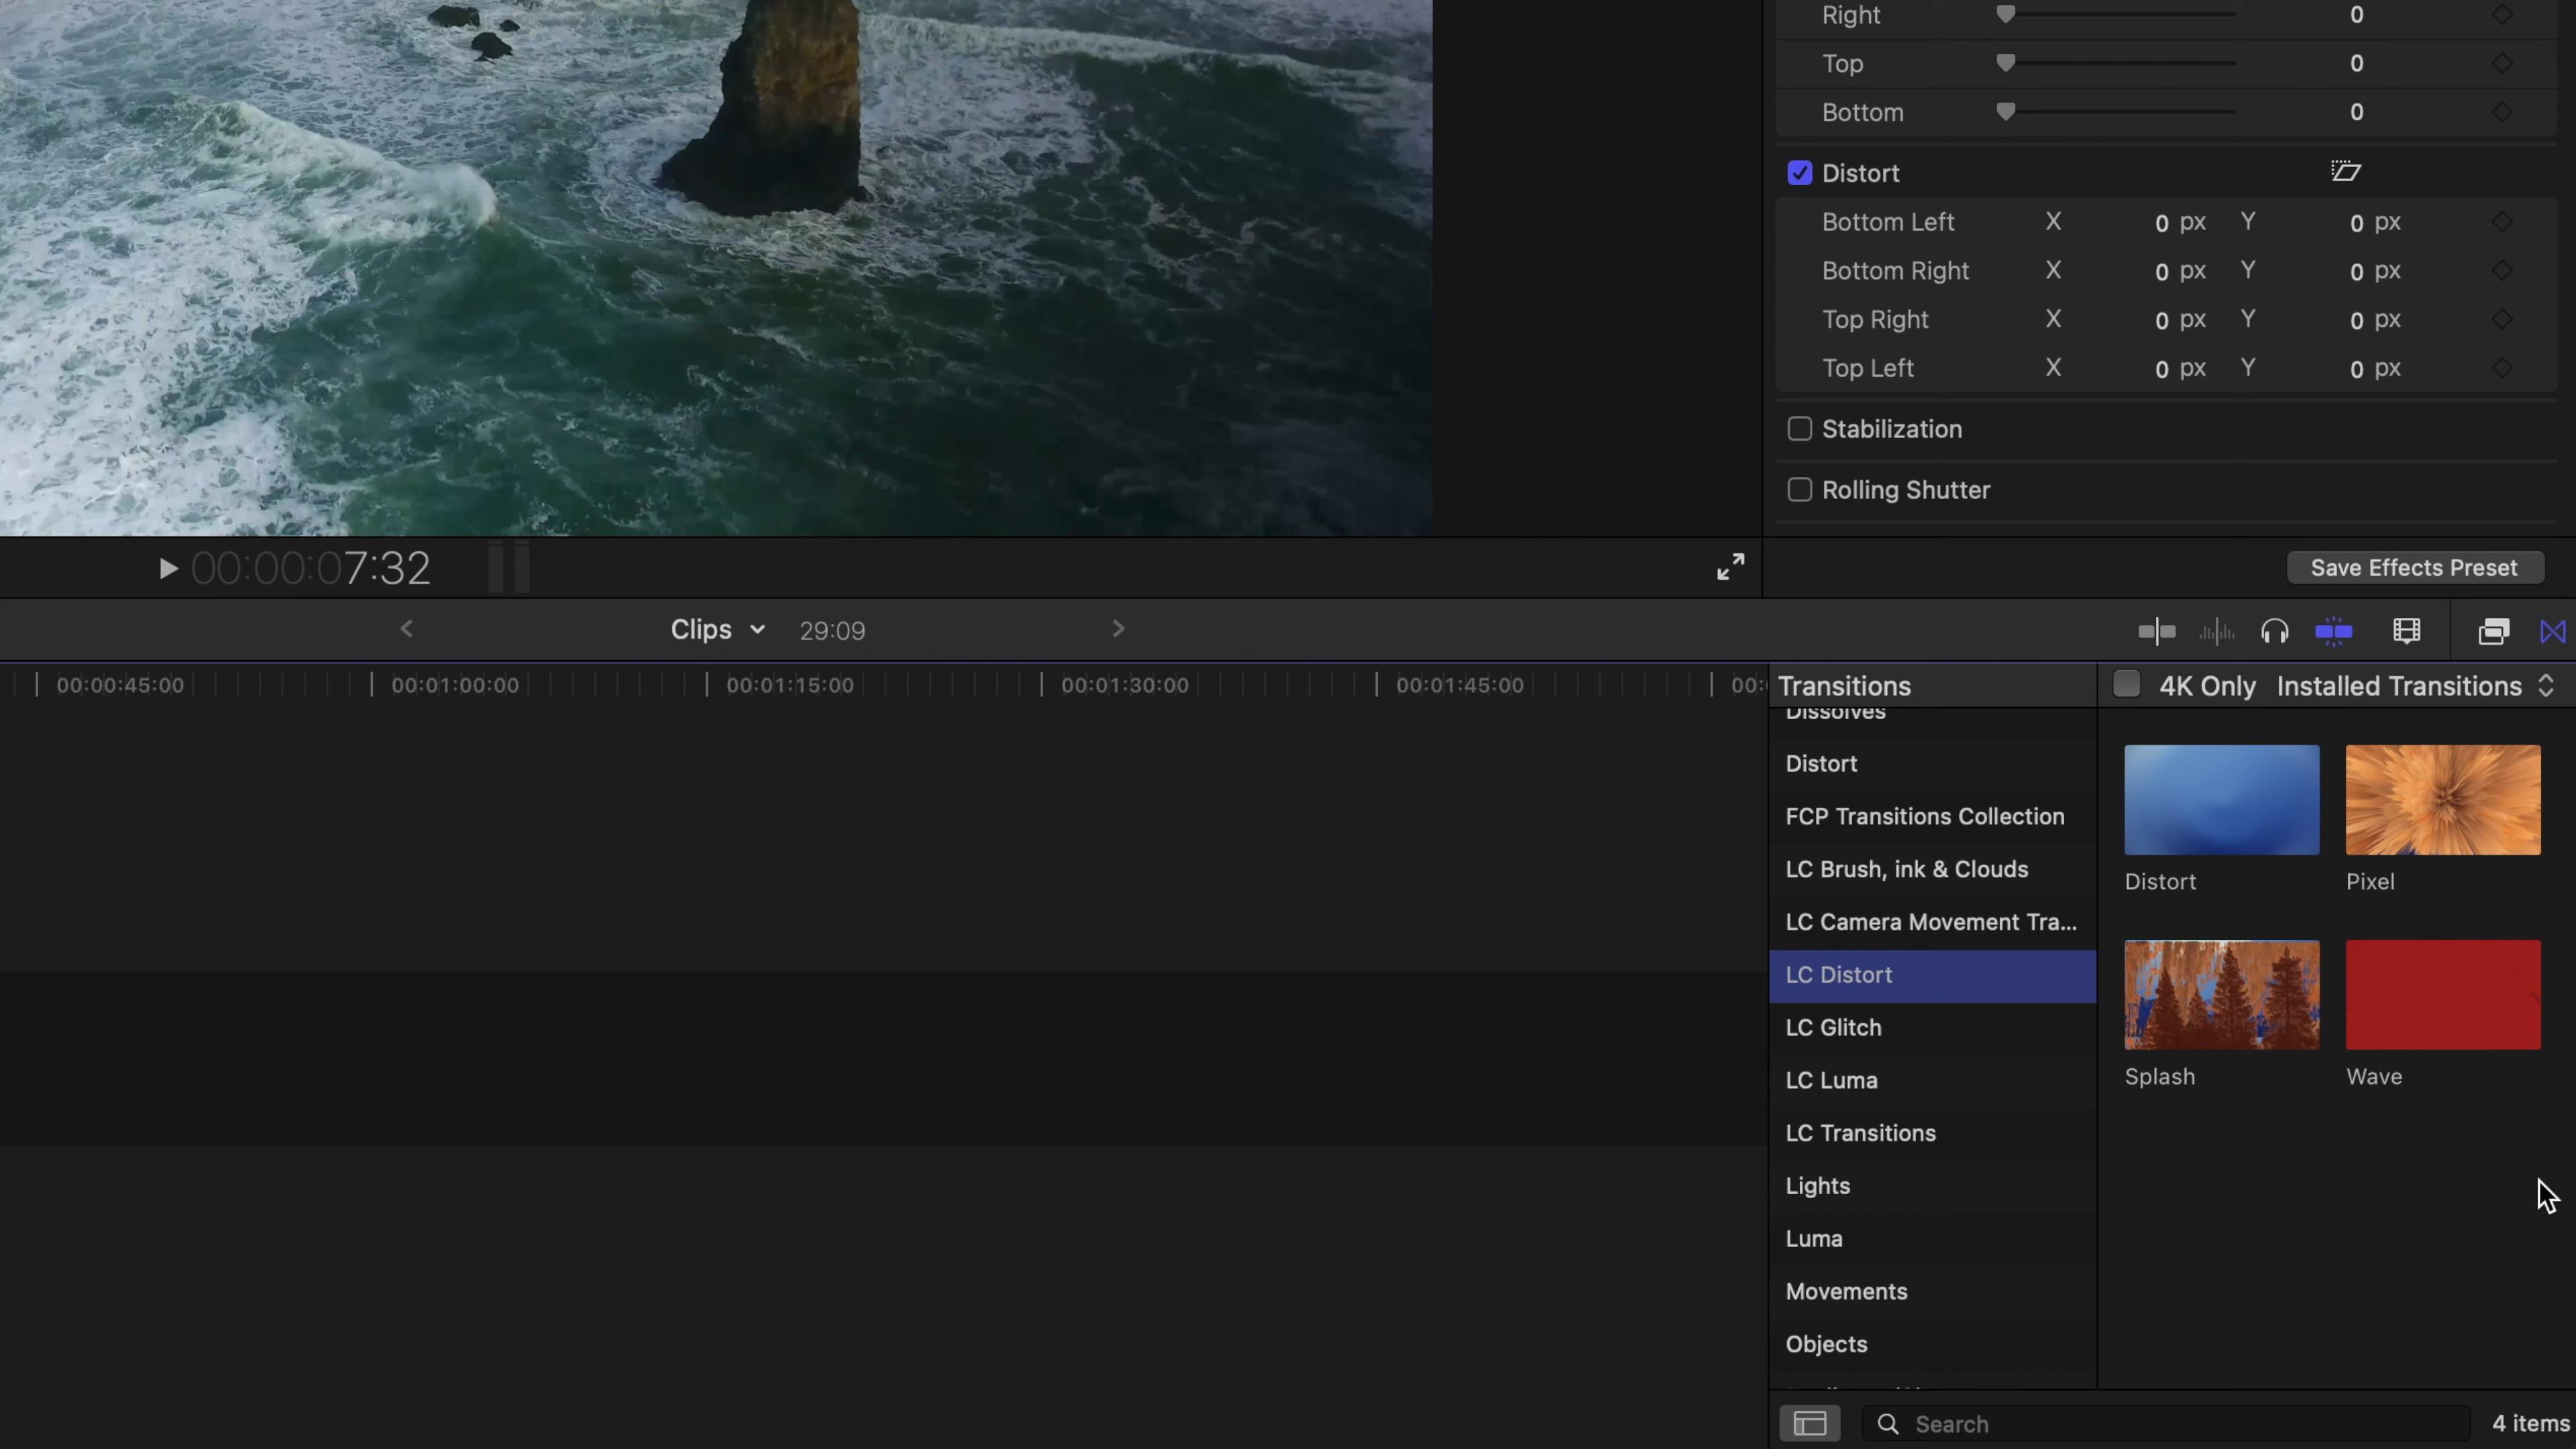 Right 0
Top 0
Bottom 0
Distort
Bottom Left X 0 px Y 0 px
Bottom Right X 0 px Y 0 px
Top Right X 0 px Y 0 px
Top Left X 0 px Y 0 px
Stabilization
Rolling Shutter
00:00:07:32
Save Effects Preset
Clips 29:09
00:00:45:00 00:01:00:00 00:01:15:00 00:01:30:00 00:01:45:00 00:
Transitions
4K Only Installed Transitions
Dissolves
Distort
FCP Transitions Collection
LC Brush, ink & Clouds
LC Camera Movement Tra...
LC Distort
LC Glitch
LC Luma
LC Transitions
Lights
Luma
Movements
Objects
Distort Pixel
Splash Wave
Search
4 items